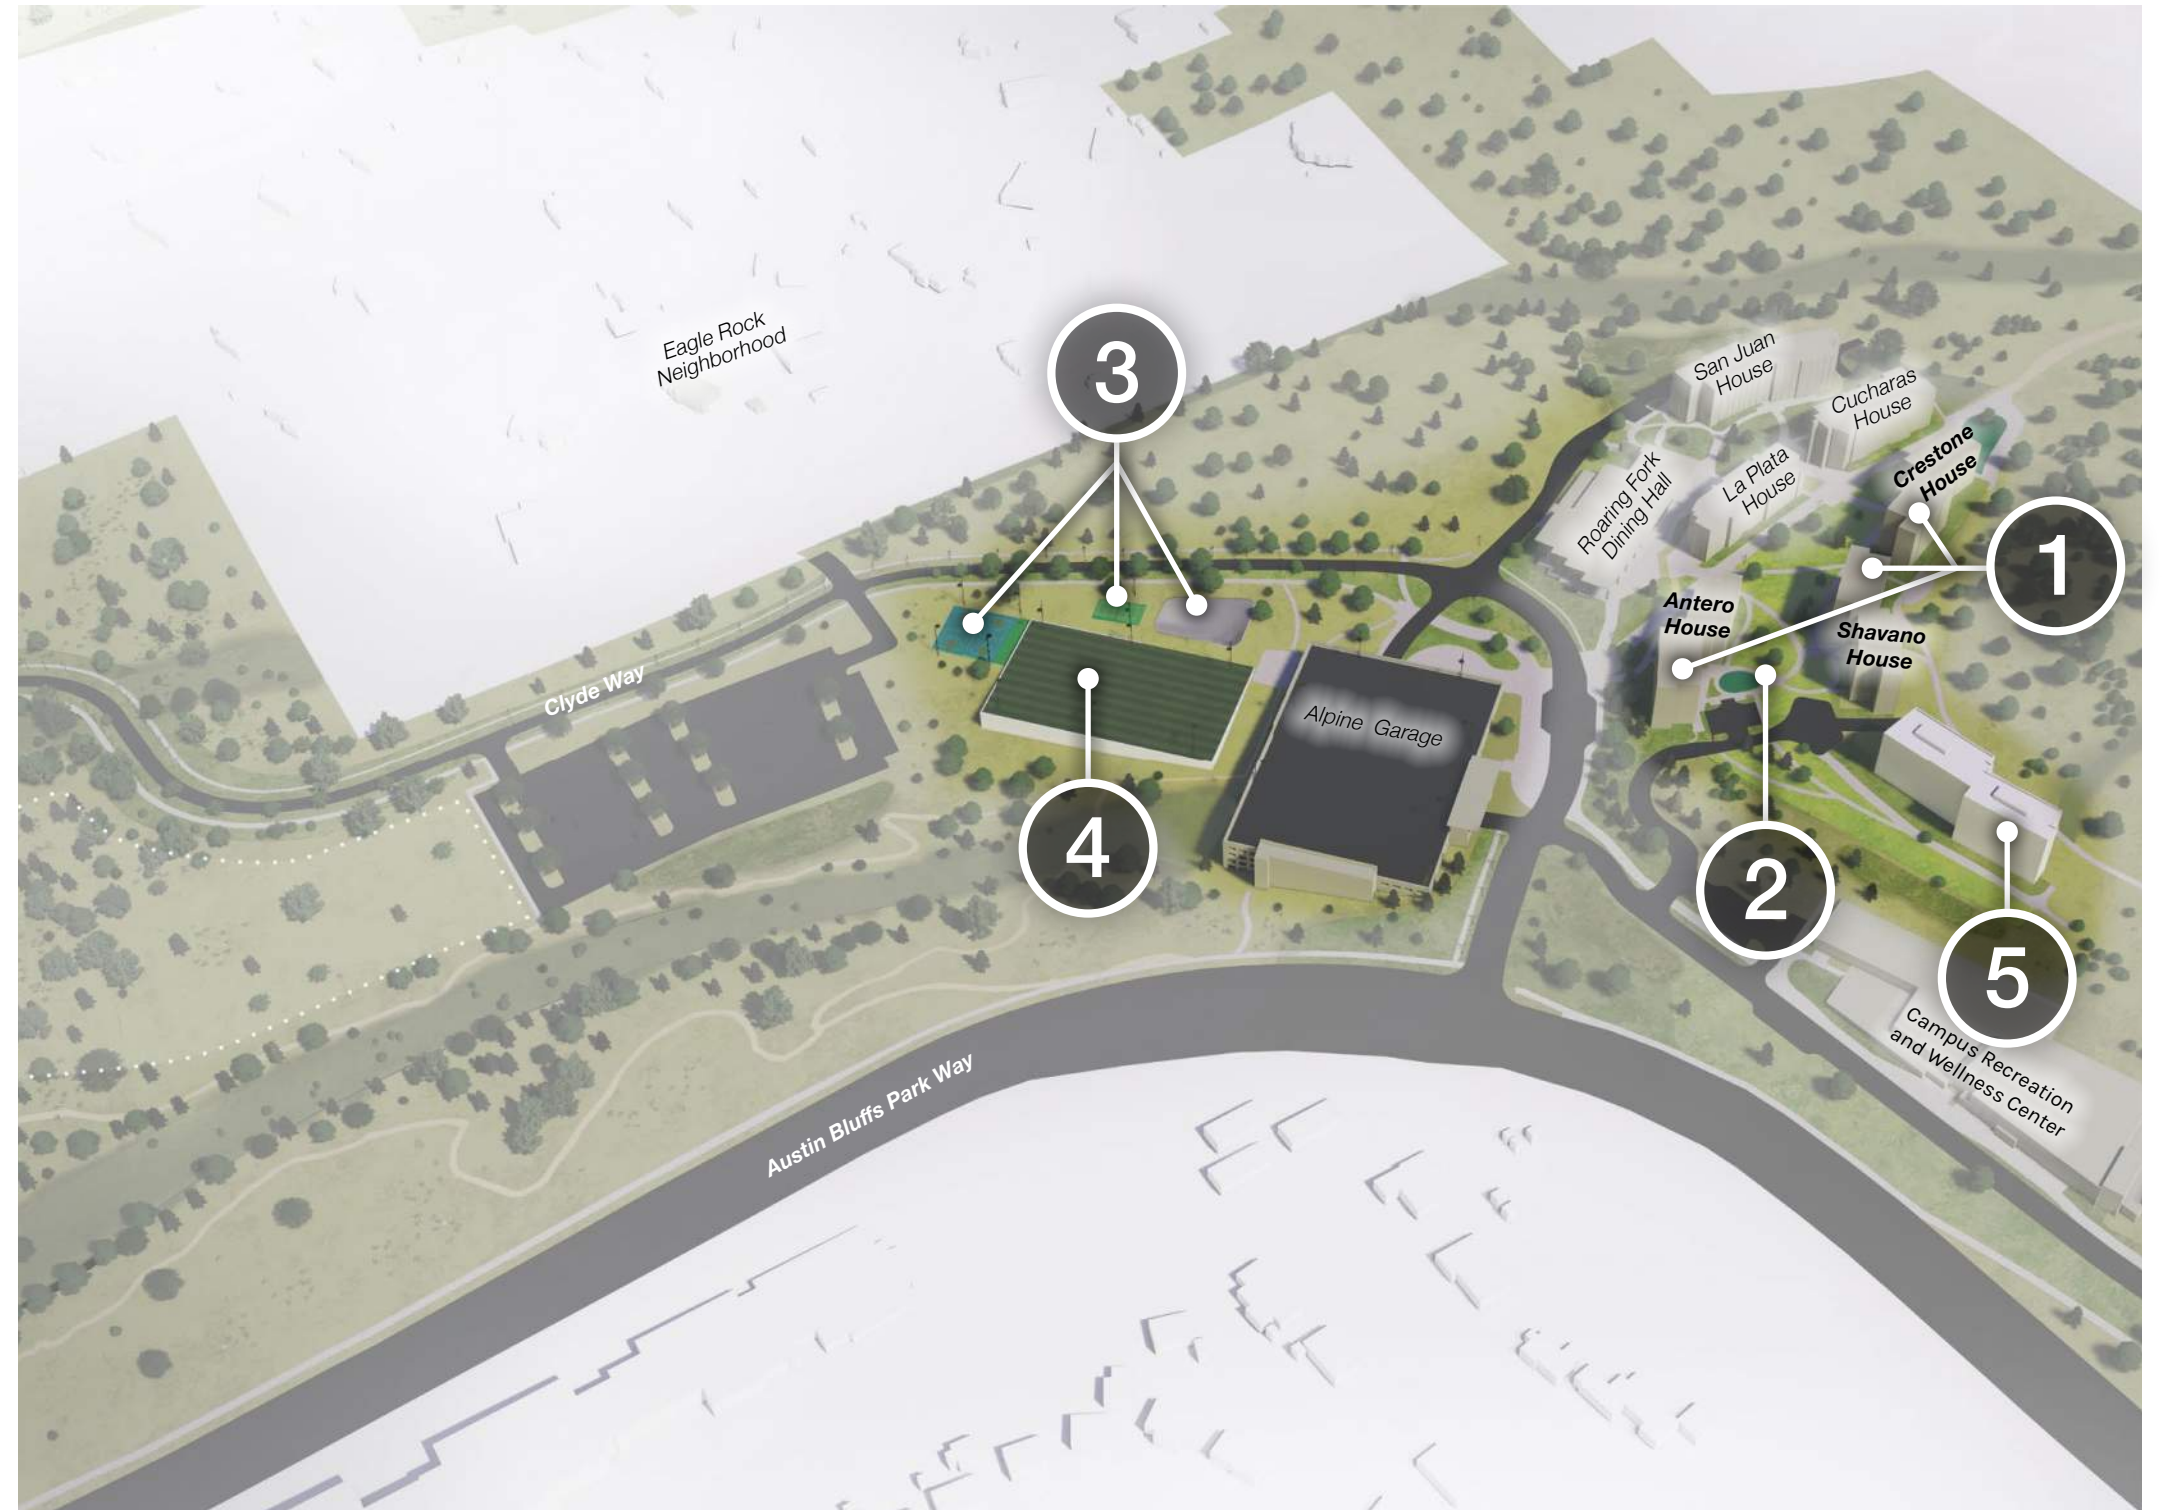 Eagle Rock
Neighborhood
3
San Juan
House
Cucharas
House
Crestone
House
La Plata
House
Roaring Fork
Dining Hall
1
Antero
House
Shavano
House
Clyde Way
Alpine Garage
4
2
5
Campus Recreation
and Wellness Center
Austin Bluffs Park Way